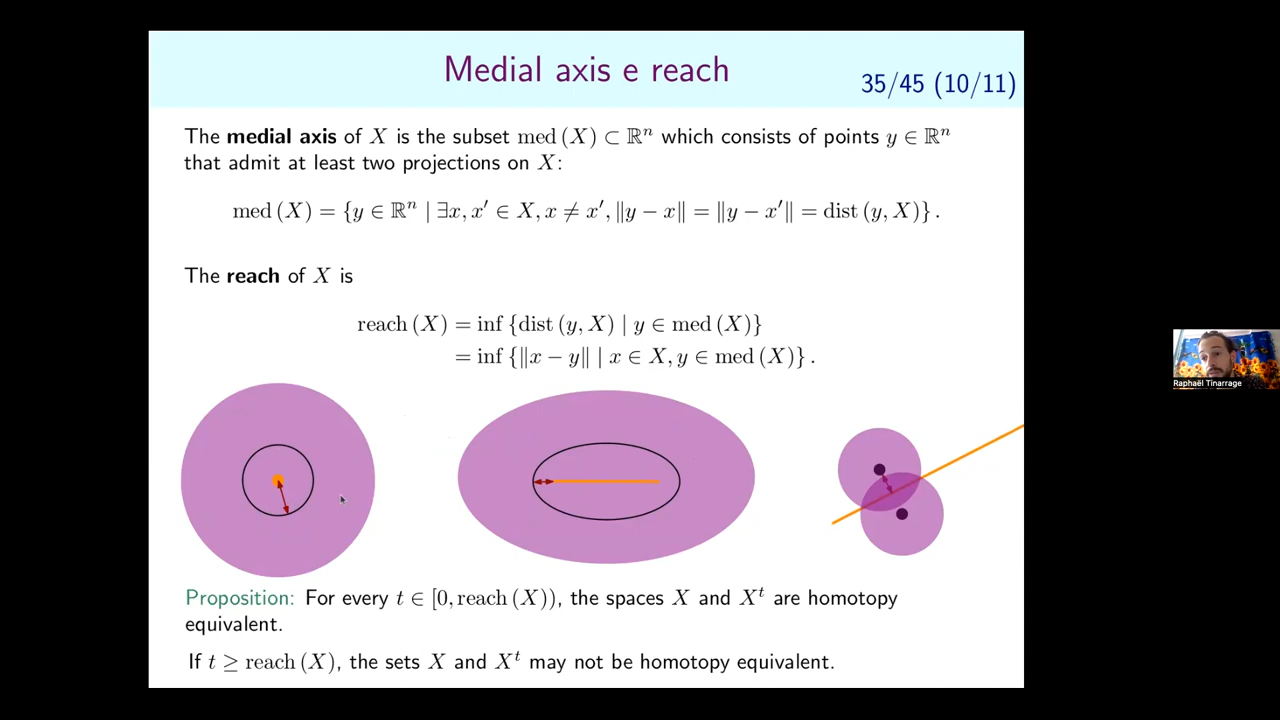 Medial axis e reach
35/45 (10/11)
The medial axis of X is the subset med (X) ⊂ ℝⁿ which consists of points y ∈ ℝⁿ
that admit at least two projections on X:
med (X) = {y ∈ ℝⁿ | ∃x, x′ ∈ X, x ≠ x′, ‖y − x‖ = ‖y − x′‖ = dist (y, X)} .
The reach of X is
reach (X) = inf {dist (y, X) | y ∈ med (X)}
= inf {‖x − y‖ | x ∈ X, y ∈ med (X)} .
Proposition: For every t ∈ [0, reach (X)), the spaces X and Xᵗ are homotopy
equivalent.
If t ≥ reach (X), the sets X and Xᵗ may not be homotopy equivalent.
Raphaël Tinarrage